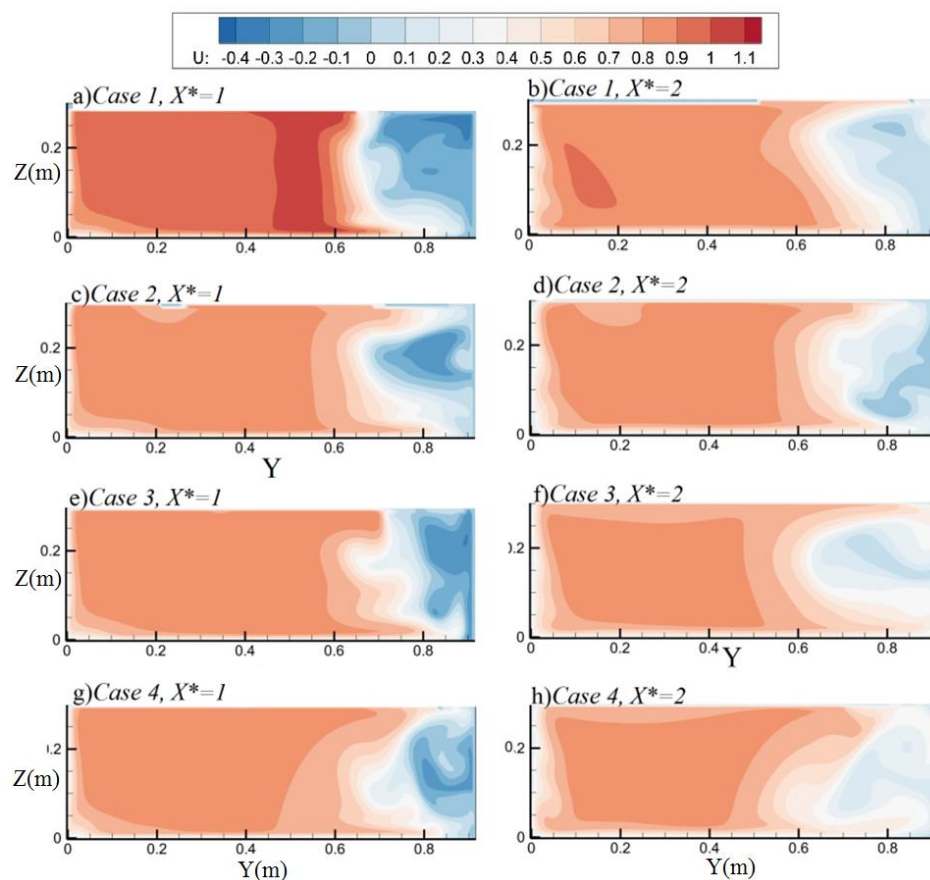 U: -0.4 -0.3 -0.2 -0.1 0 0.1 0.2 0.3 0.4 0.5 0.6 0.7 0.8 0.9 1 1.1
a)Case 1, X*=1
b)Case 1, X*=2
Z(m)
0.2
0
0.2
0
0 0.2 0.4 0.6 0.8
0 0.2 0.4 0.6 0.8
c)Case 2, X*=1
d)Case 2, X*=2
Z(m)
0.2
0
0.2
0
0 0.2 0.4 0.6 0.8
0 0.2 0.4 0.6 0.8
Y
e)Case 3, X*=1
f)Case 3, X*=2
Z(m)
0.2
0
0.2
0
0 0.2 0.4 0.6 0.8
0 0.2 0.4 0.6 0.8
Y
g)Case 4, X*=1
h)Case 4, X*=2
Z(m)
0.2
0
0.2
0
0 0.2 0.4 0.6 0.8
0 0.2 0.4 0.6 0.8
Y(m)
Y(m)